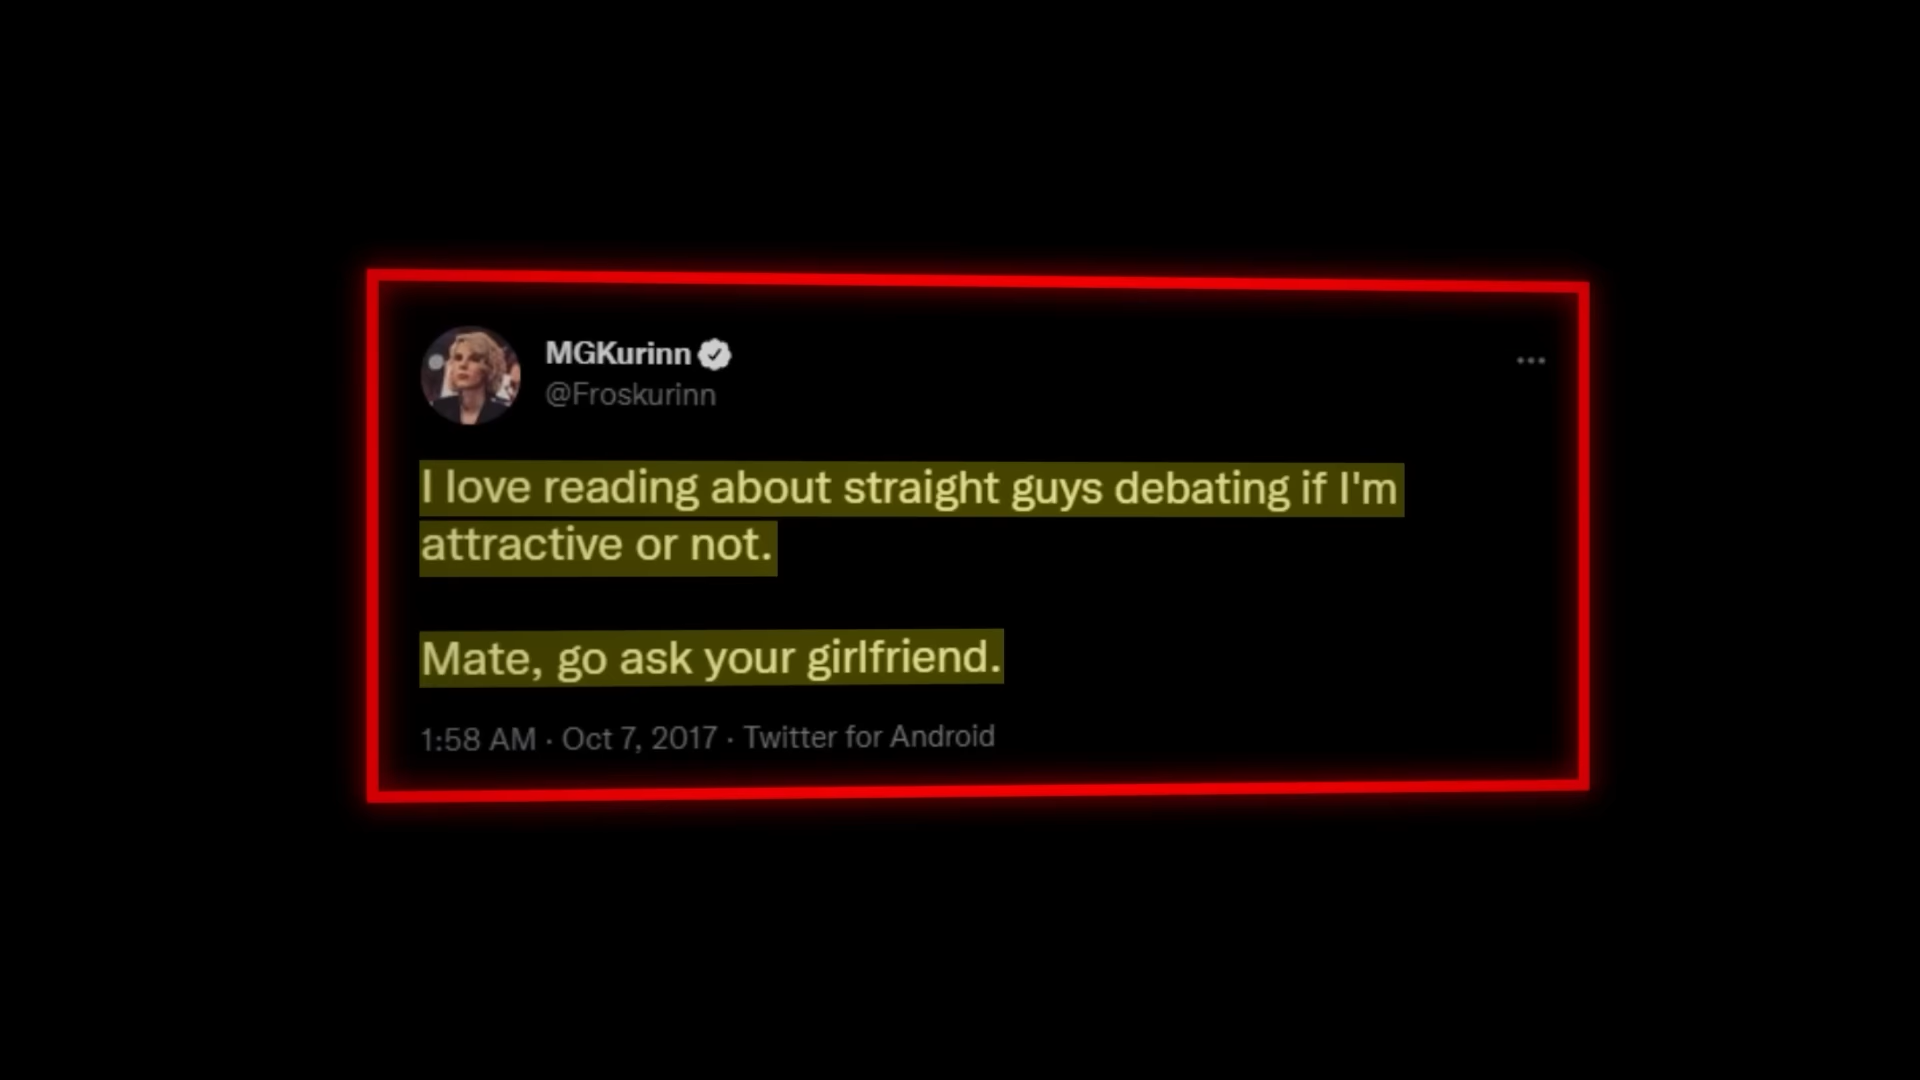 MGKurinn
@Froskurinn
I love reading about straight guys debating if I'm
attractive or not.
Mate, go ask your girlfriend.
1:58 AM · Oct 7, 2017 · Twitter for Android